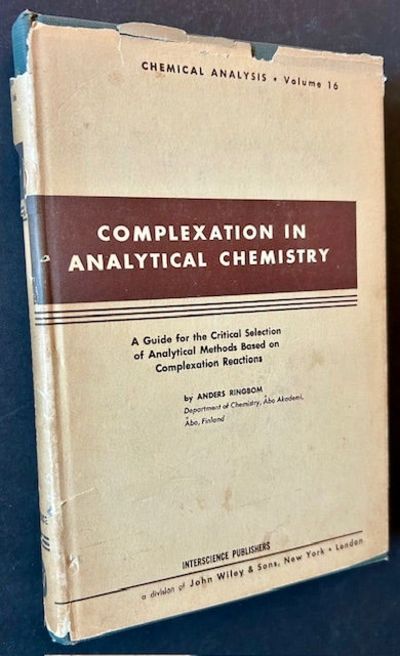 CHEMICAL ANALYSIS • Volume 16
COMPLEXATION IN
ANALYTICAL CHEMISTRY
A Guide for the Critical Selection
of Analytical Methods Based on
Complexation Reactions
by ANDERS RINGBOM
Department of Chemistry, Åbo Akademi,
Åbo, Finland
INTERSCIENCE PUBLISHERS
a division of John Wiley & Sons, New York • London